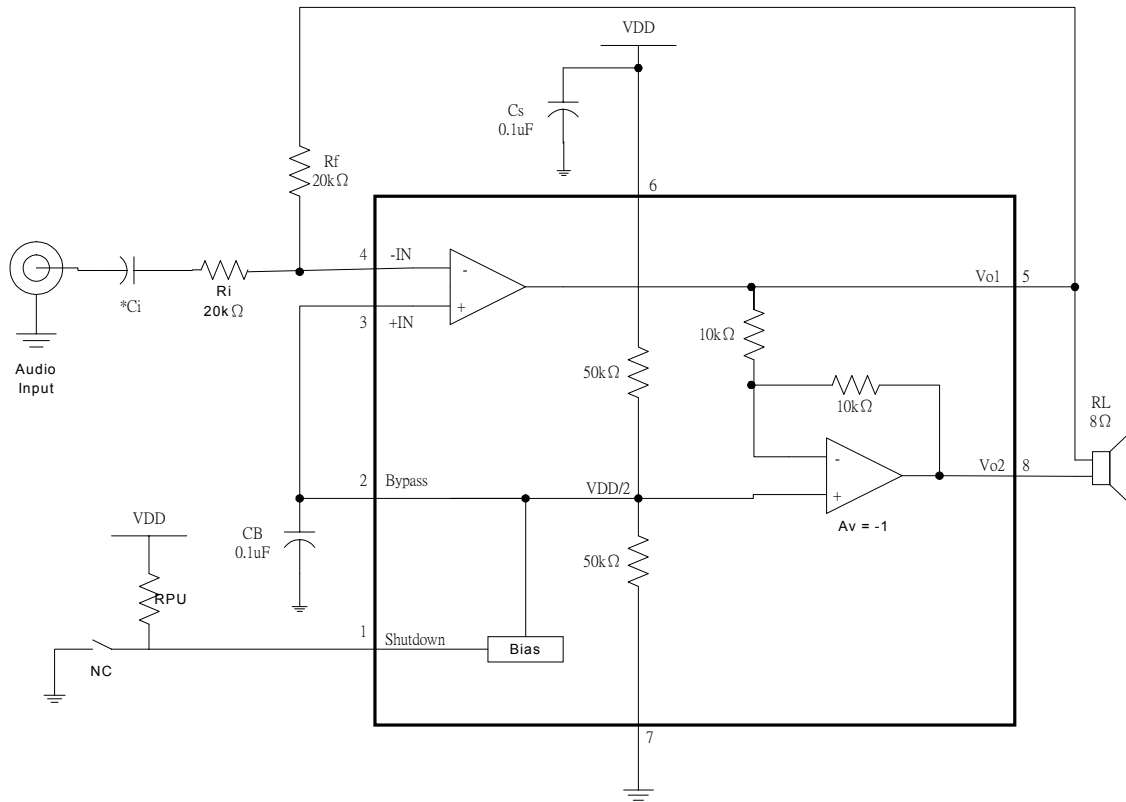 VDD
Cs
0.1uF
Rf
20kΩ
6
4
-IN
-
Vo1
5
*Ci
Ri
20kΩ
+
3
+IN
10kΩ
Audio
Input
50kΩ
10kΩ
RL
8Ω
2
Bypass
VDD/2
-
Vo2
8
+
VDD
CB
0.1uF
Av = -1
50kΩ
RPU
1
Shutdown
Bias
NC
7